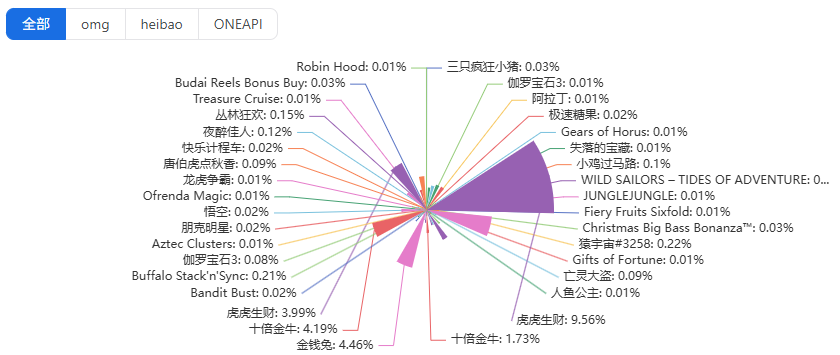 全部 omg heibao ONEAPI
Robin Hood: 0.01%
Budai Reels Bonus Buy: 0.03%
Treasure Cruise: 0.01%
丛林狂欢: 0.15%
夜醉佳人: 0.12%
快乐计程车: 0.02%
唐伯虎点秋香: 0.09%
龙虎争霸: 0.01%
Ofrenda Magic: 0.01%
悟空: 0.02%
朋克明星: 0.02%
Aztec Clusters: 0.01%
伽罗宝石3: 0.08%
Buffalo Stack'n'Sync: 0.21%
Bandit Bust: 0.02%
虎虎生财: 3.99%
十倍金牛: 4.19%
金钱兔: 4.46%
三只疯狂小猪: 0.03%
伽罗宝石3: 0.01%
阿拉丁: 0.01%
极速糖果: 0.02%
Gears of Horus: 0.01%
失落的宝藏: 0.01%
小鸡过马路: 0.1%
WILD SAILORS – TIDES OF ADVENTURE: 0...
JUNGLEJUNGLE: 0.01%
Fiery Fruits Sixfold: 0.01%
Christmas Big Bass Bonanza™: 0.03%
猿宇宙#3258: 0.22%
Gifts of Fortune: 0.01%
亡灵大盗: 0.09%
人鱼公主: 0.01%
虎虎生财: 9.56%
十倍金牛: 1.73%